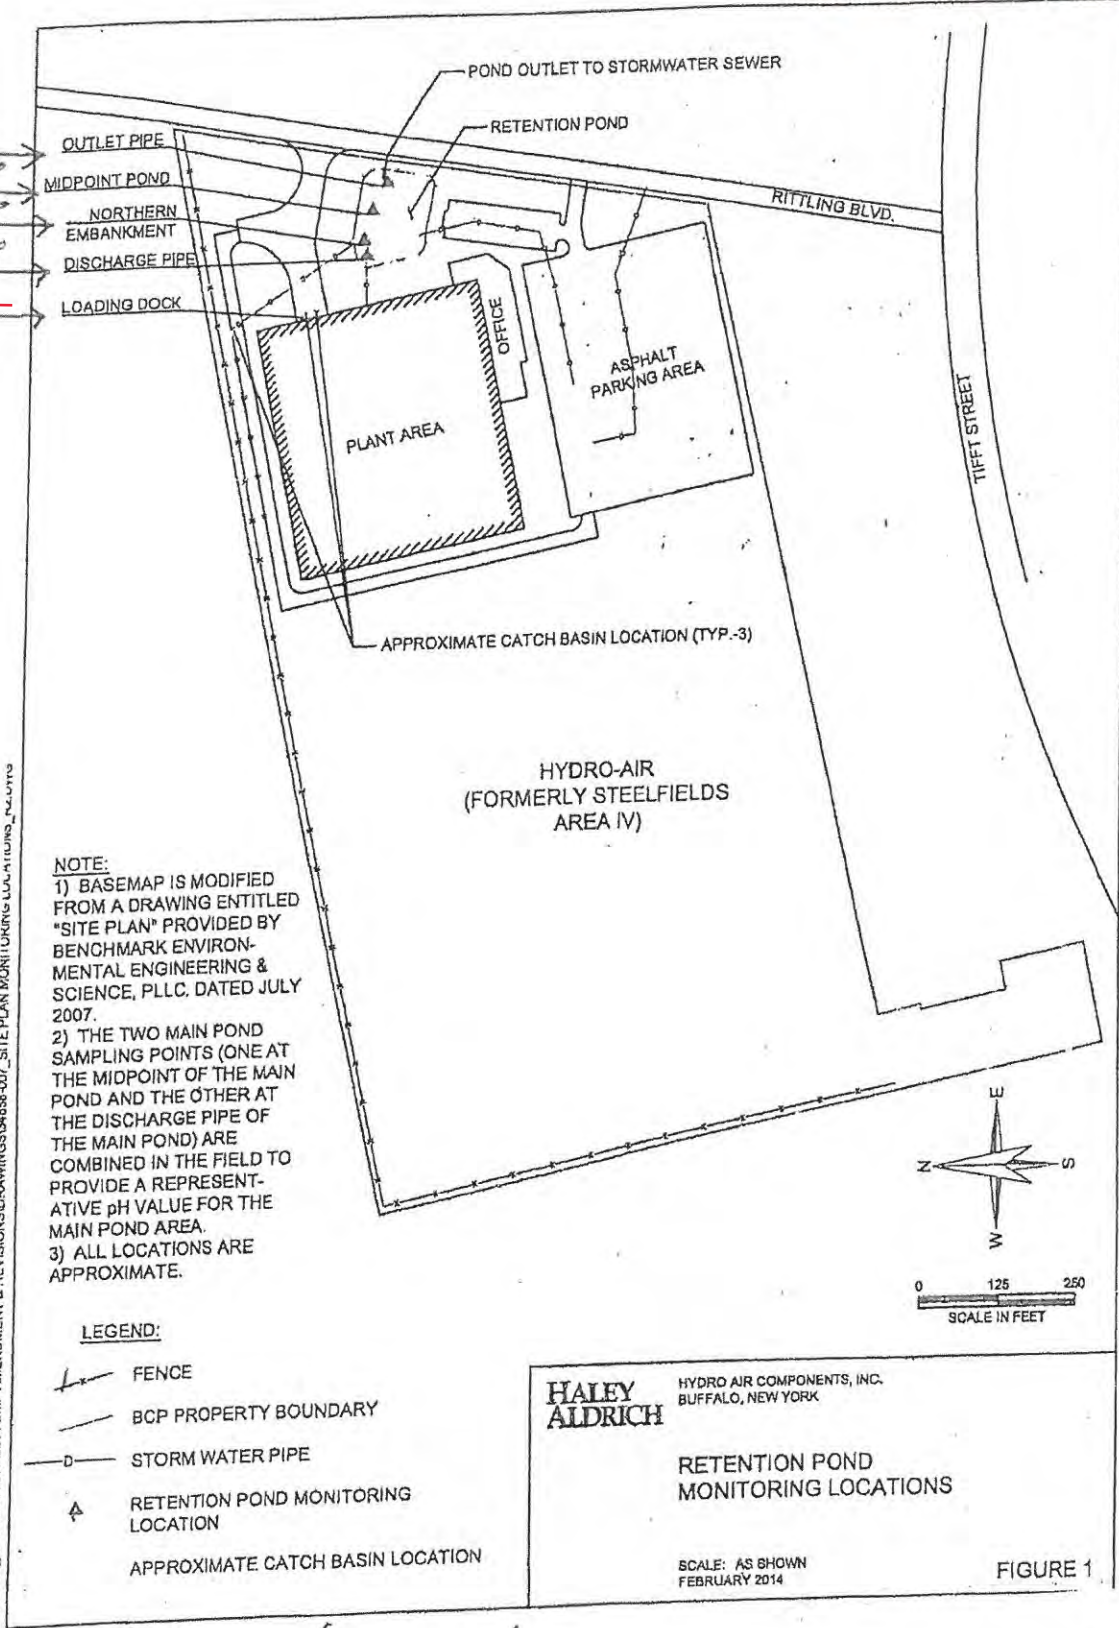 POND OUTLET TO STORMWATER SEWER
RETENTION POND
OUTLET PIPE
MIDPOINT POND
NORTHERN
EMBANKMENT
DISCHARGE PIPE
LOADING DOCK
RITTLING BLVD.
OFFICE
ASPHALT
PARKING AREA
PLANT AREA
TIFFT STREET
APPROXIMATE CATCH BASIN LOCATION (TYP.-3)
HYDRO-AIR
(FORMERLY STEELFIELDS
AREA IV)
NOTE:
1) BASEMAP IS MODIFIED
FROM A DRAWING ENTITLED
"SITE PLAN" PROVIDED BY
BENCHMARK ENVIRON-
MENTAL ENGINEERING &
SCIENCE, PLLC. DATED JULY
2007.
2) THE TWO MAIN POND
SAMPLING POINTS (ONE AT
THE MIDPOINT OF THE MAIN
POND AND THE OTHER AT
THE DISCHARGE PIPE OF
THE MAIN POND) ARE
COMBINED IN THE FIELD TO
PROVIDE A REPRESENT-
ATIVE pH VALUE FOR THE
MAIN POND AREA.
3) ALL LOCATIONS ARE
APPROXIMATE.
E
N
S
W
0 125 250
SCALE IN FEET
LEGEND:
FENCE
BCP PROPERTY BOUNDARY
STORM WATER PIPE
RETENTION POND MONITORING
LOCATION
APPROXIMATE CATCH BASIN LOCATION
HALEY
ALDRICH
HYDRO AIR COMPONENTS, INC.
BUFFALO, NEW YORK
RETENTION POND
MONITORING LOCATIONS
SCALE: AS SHOWN
FEBRUARY 2014
FIGURE 1